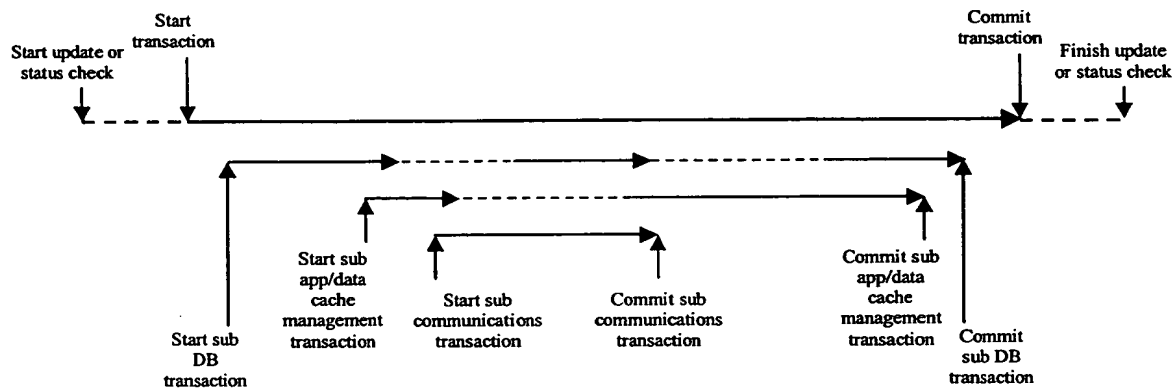 Start
transaction
Commit
transaction
Start update or
status check
Finish update
or status check
Start sub
app/data
cache
management
transaction
Start sub
communications
transaction
Commit sub
communications
transaction
Commit sub
app/data
cache
management
transaction
Start sub
DB
transaction
Commit
sub DB
transaction